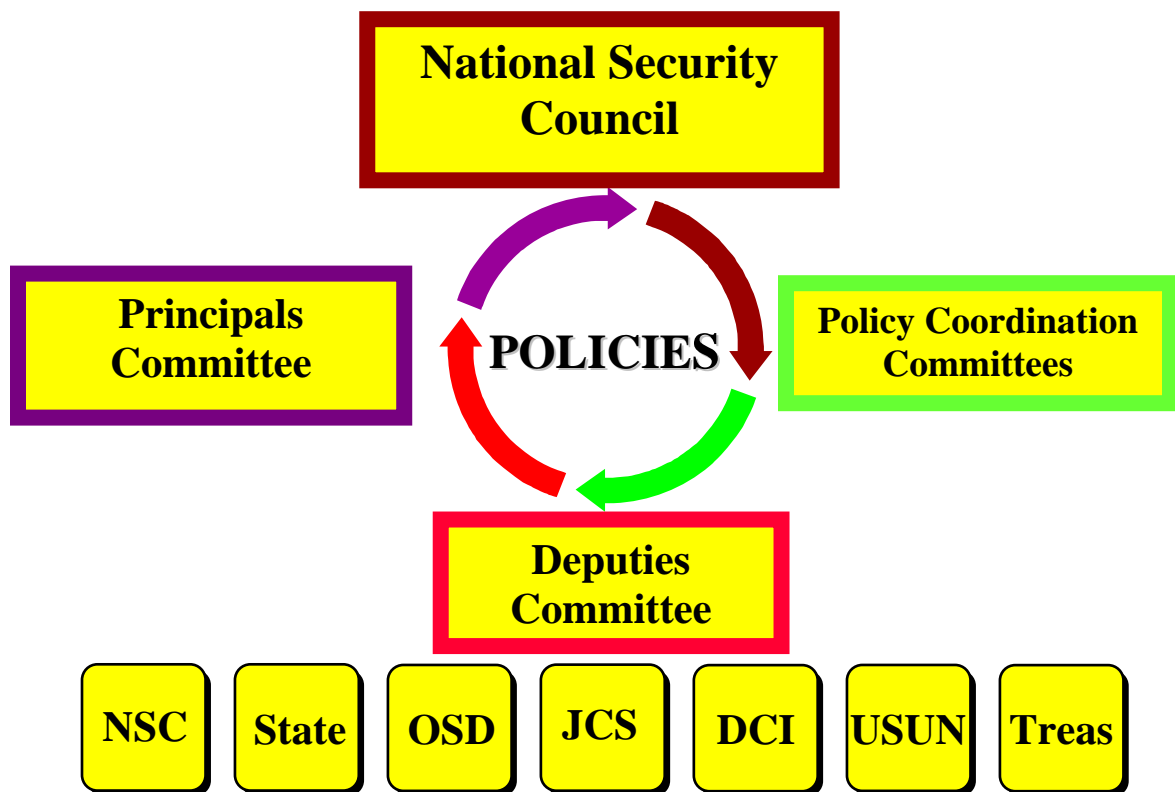 National Security
Council
Principals
Committee
POLICIES
Policy Coordination
Committees
Deputies
Committee
NSC
State
OSD
JCS
DCI
USUN
Treas